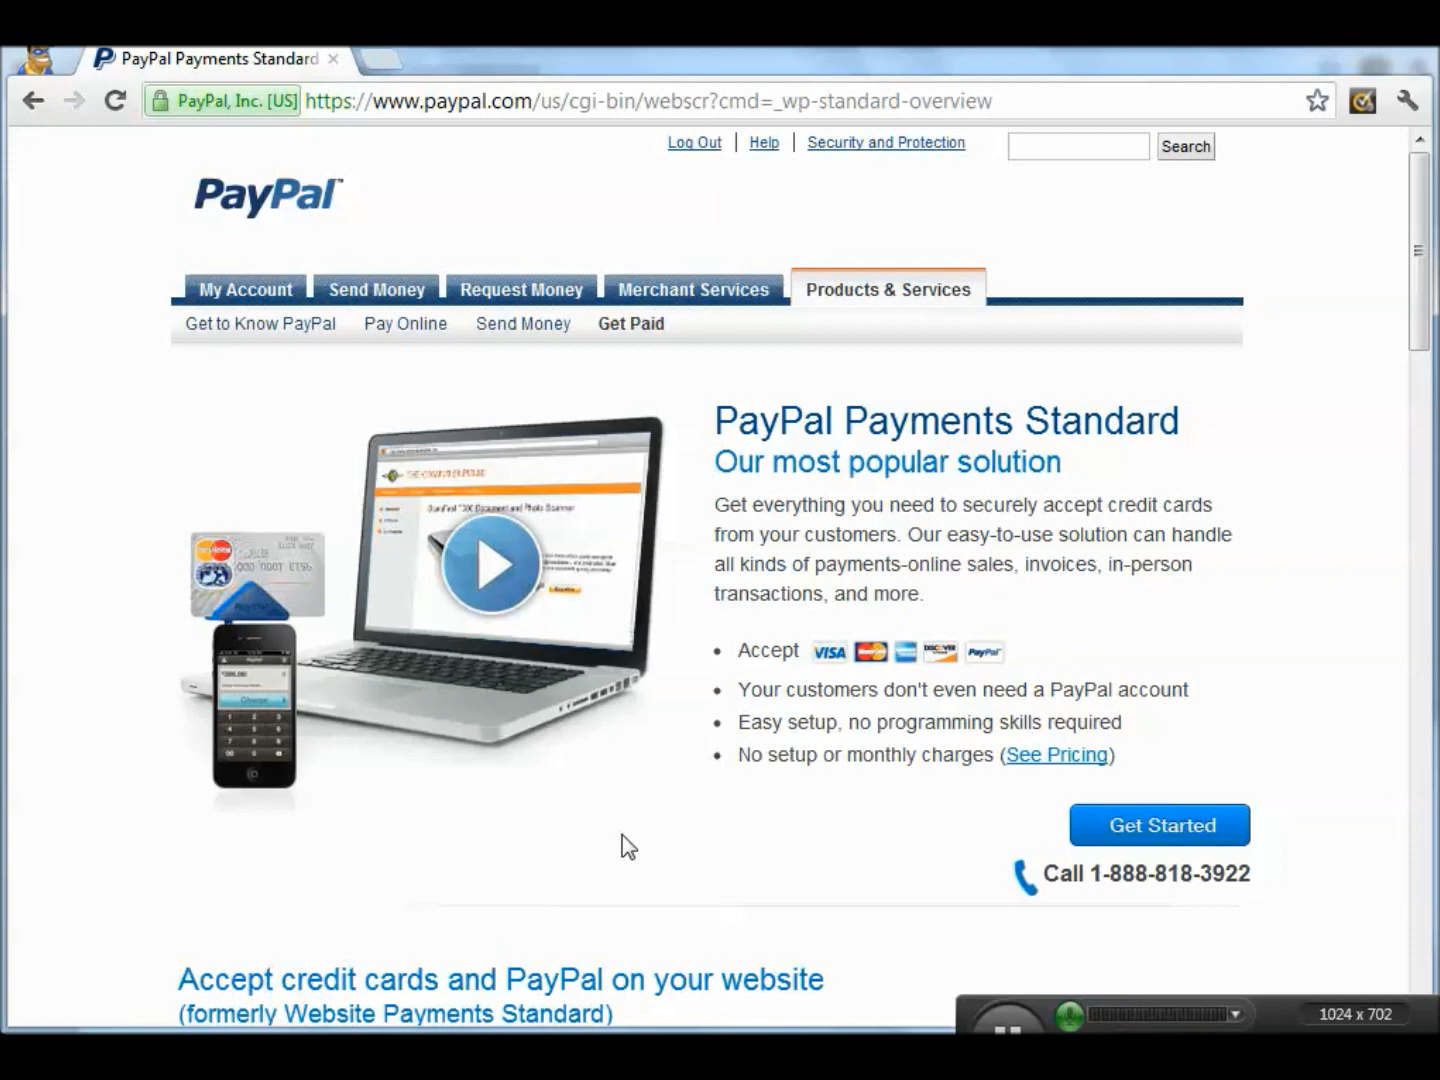 PayPal Payments Standard
PayPal, Inc. [US] https://www.paypal.com/us/cgi-bin/webscr?cmd=_wp-standard-overview
Log Out | Help | Security and Protection
Search
PayPal™
My Account
Send Money
Request Money
Merchant Services
Products & Services
Get to Know PayPal
Pay Online
Send Money
Get Paid
PayPal Payments Standard
Our most popular solution
Get everything you need to securely accept credit cards
from your customers. Our easy-to-use solution can handle
all kinds of payments-online sales, invoices, in-person
transactions, and more.
• Accept VISA MasterCard DISCOVER PayPal
• Your customers don't even need a PayPal account
• Easy setup, no programming skills required
• No setup or monthly charges (See Pricing)
Get Started
Call 1-888-818-3922
Accept credit cards and PayPal on your website
(formerly Website Payments Standard)
1024 x 702